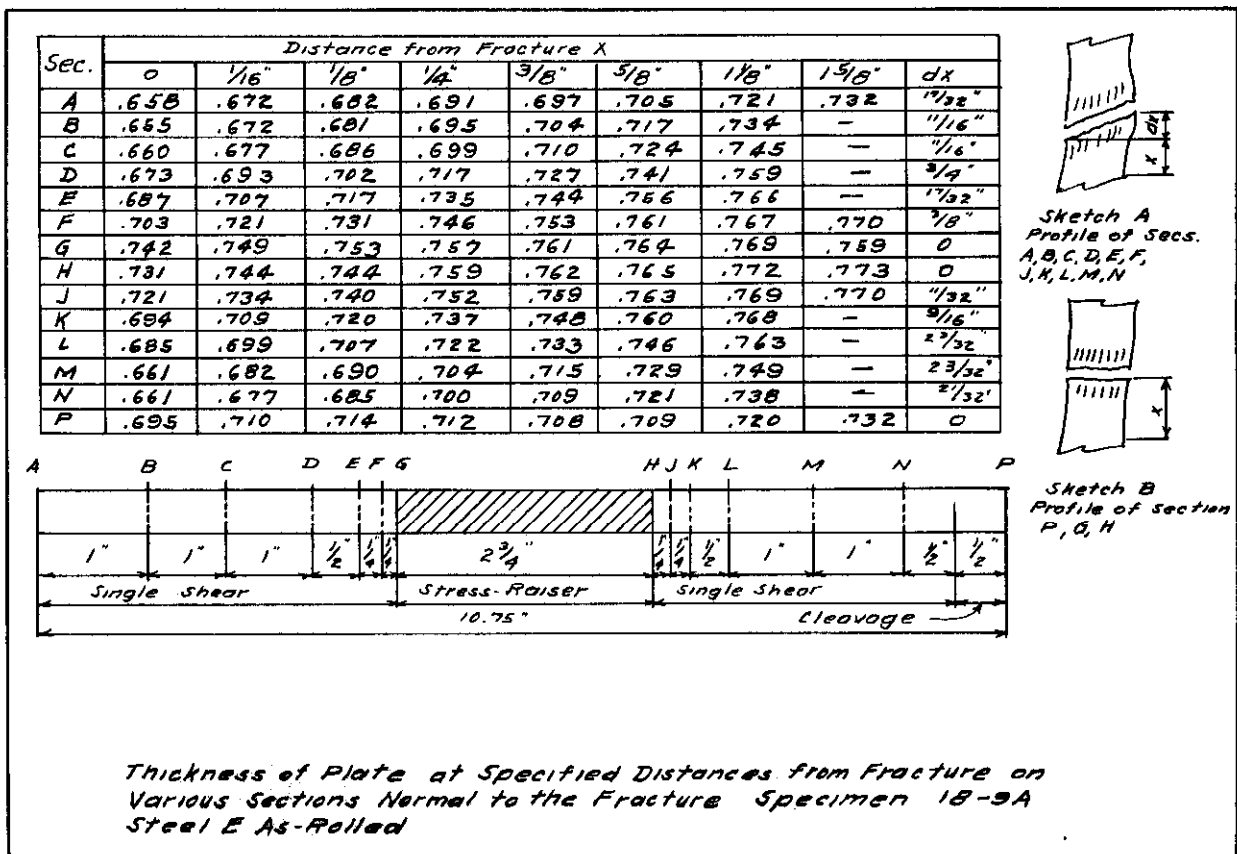 Sec. Distance from Fracture X
0 1/16" 1/8" 1/4" 3/8" 5/8" 1 1/8" 1 5/8" dx
A .658 .672 .682 .691 .697 .705 .721 .732 17/32"
B .655 .672 .681 .695 .704 .717 .734 — 11/16"
C .660 .677 .686 .699 .710 .724 .745 — 11/16"
D .673 .693 .702 .717 .727 .741 .759 — 3/4"
E .687 .707 .717 .735 .744 .756 .766 — 17/32"
F .703 .721 .731 .746 .753 .761 .767 .770 3/8"
G .742 .749 .753 .757 .761 .764 .769 .759 0
H .731 .744 .744 .759 .762 .765 .772 .773 0
J .721 .734 .740 .752 .759 .763 .769 .770 11/32"
K .694 .709 .720 .737 .748 .760 .768 — 9/16"
L .685 .699 .707 .722 .733 .746 .763 — 23/32"
M .661 .682 .690 .704 .715 .729 .749 — 23/32"
N .661 .677 .685 .700 .709 .721 .738 — 21/32"
P .695 .710 .714 .712 .708 .709 .720 .732 0
dx
x
Sketch A
Profile of Secs.
A,B,C,D,E,F,
J,K,L,M,N
x
Sketch B
Profile of section
P, G, H
A B C D E F G H J K L M N P
1" 1" 1" 1/2" 1/4" 1/4" 2 3/4" 1/4" 1/4" 1/2" 1" 1" 1/2" 1/2"
Single Shear Stress-Raiser Single Shear
10.75" Cleavage
Thickness of Plate at Specified Distances from Fracture on
Various Sections Normal to the Fracture Specimen 18-9A
Steel E As-Rolled